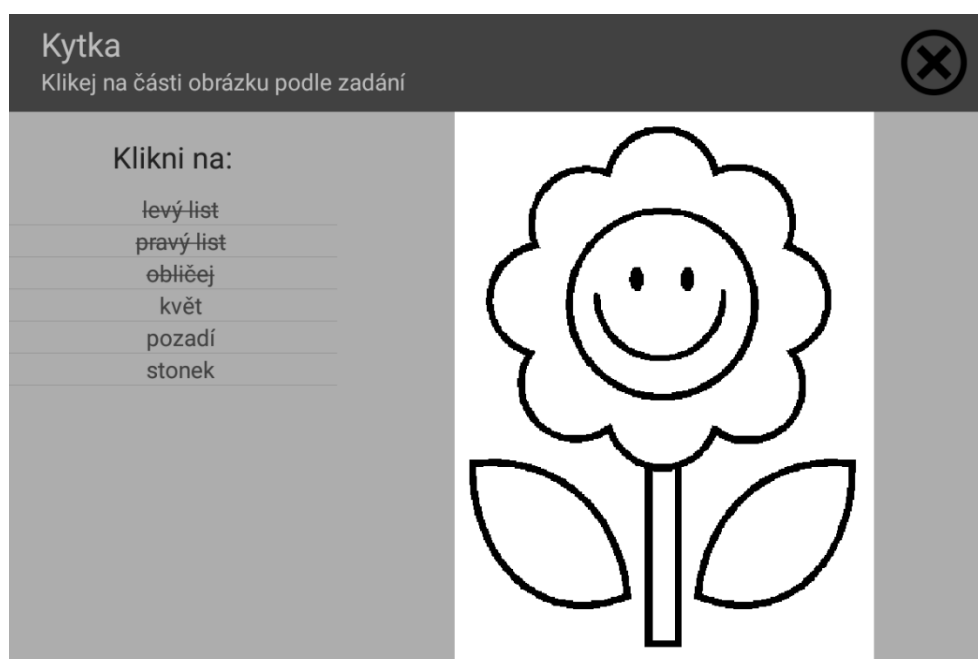 Kytka
Klikej na části obrázku podle zadání
Klikni na:
levý list
pravý list
obličej
květ
pozadí
stonek